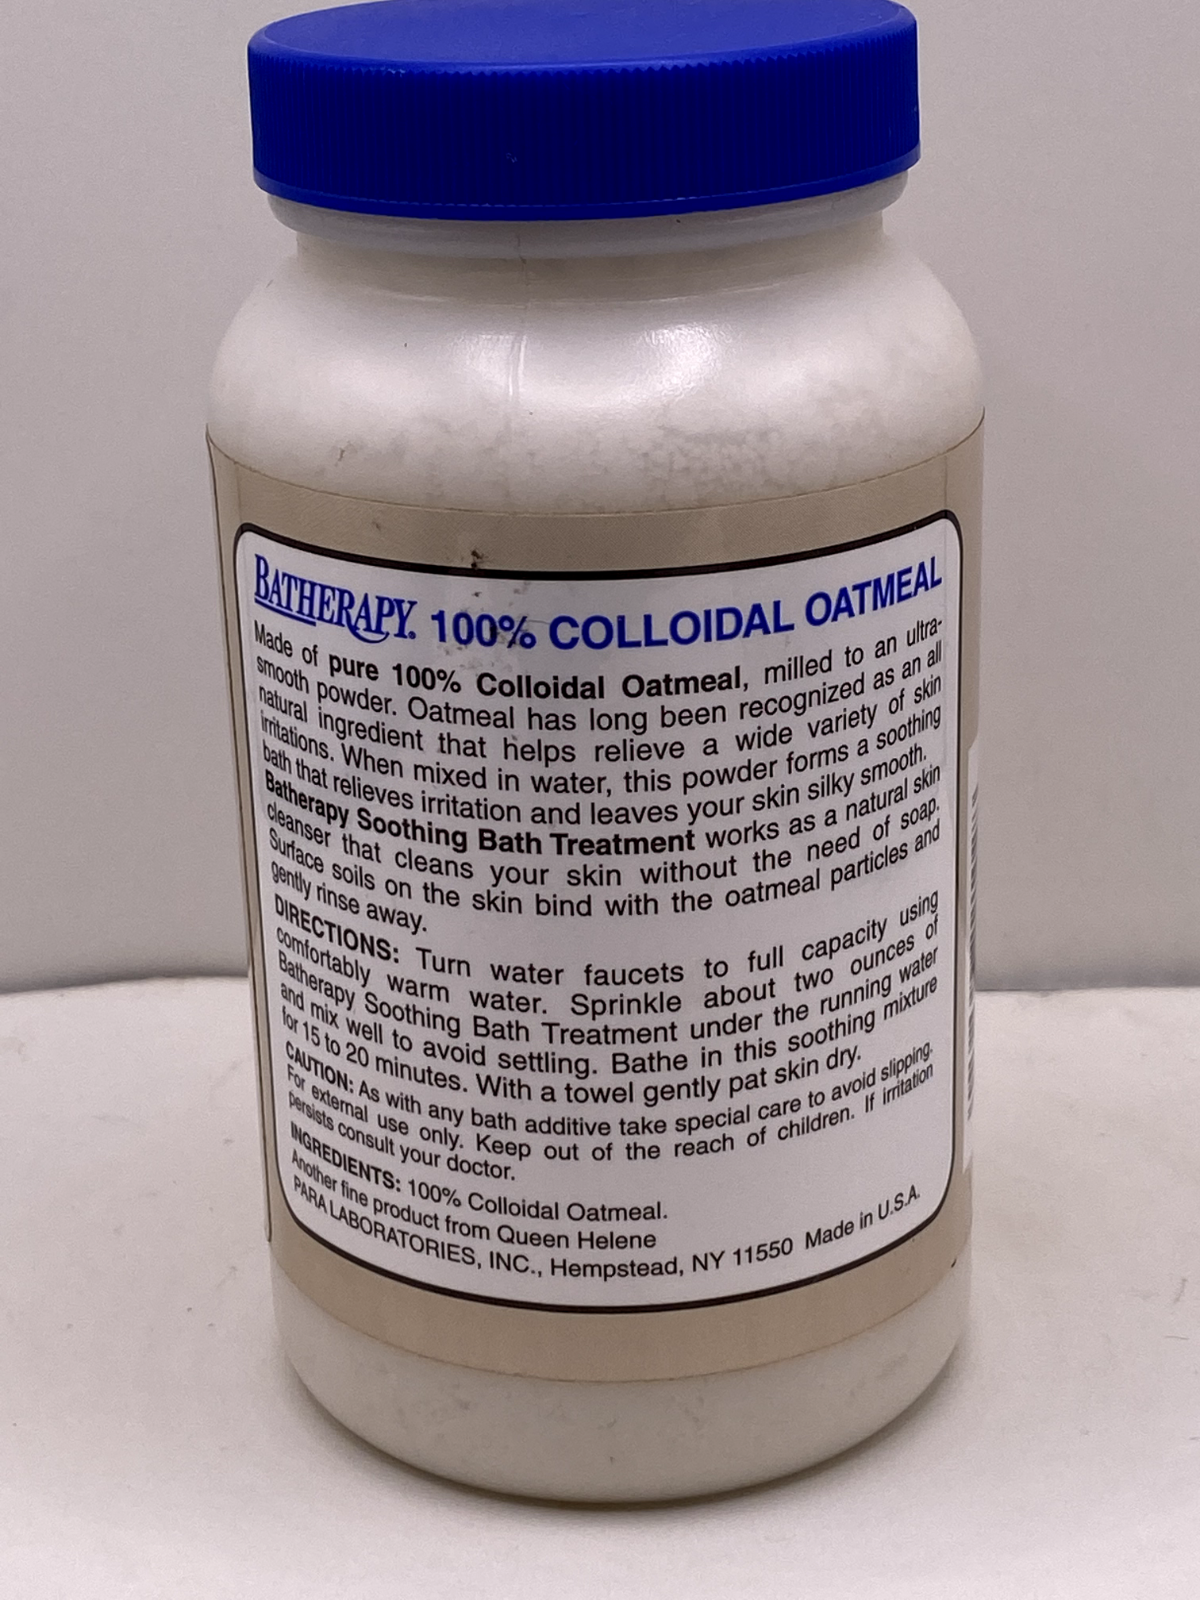 BATHERAPY. 100% COLLOIDAL OATMEAL
Made of pure 100% Colloidal Oatmeal, milled to an ultra-
smooth powder. Oatmeal has long been recognized as an all
natural ingredient that helps relieve a wide variety of skin
irritations. When mixed in water, this powder forms a soothing
bath that relieves irritation and leaves your skin silky smooth.
Batherapy Soothing Bath Treatment works as a natural skin
cleanser that cleans your skin without the need of soap.
Surface soils on the skin bind with the oatmeal particles and
gently rinse away.
DIRECTIONS: Turn water faucets to full capacity using
comfortably warm water. Sprinkle about two ounces of
Batherapy Soothing Bath Treatment under the running water
and mix well to avoid settling. Bathe in this soothing mixture
for 15 to 20 minutes. With a towel gently pat skin dry.
CAUTION: As with any bath additive take special care to avoid slipping.
For external use only. Keep out of the reach of children. If irritation
persists consult your doctor.
INGREDIENTS: 100% Colloidal Oatmeal.
Another fine product from Queen Helene
PARA LABORATORIES, INC., Hempstead, NY 11550 Made in U.S.A.